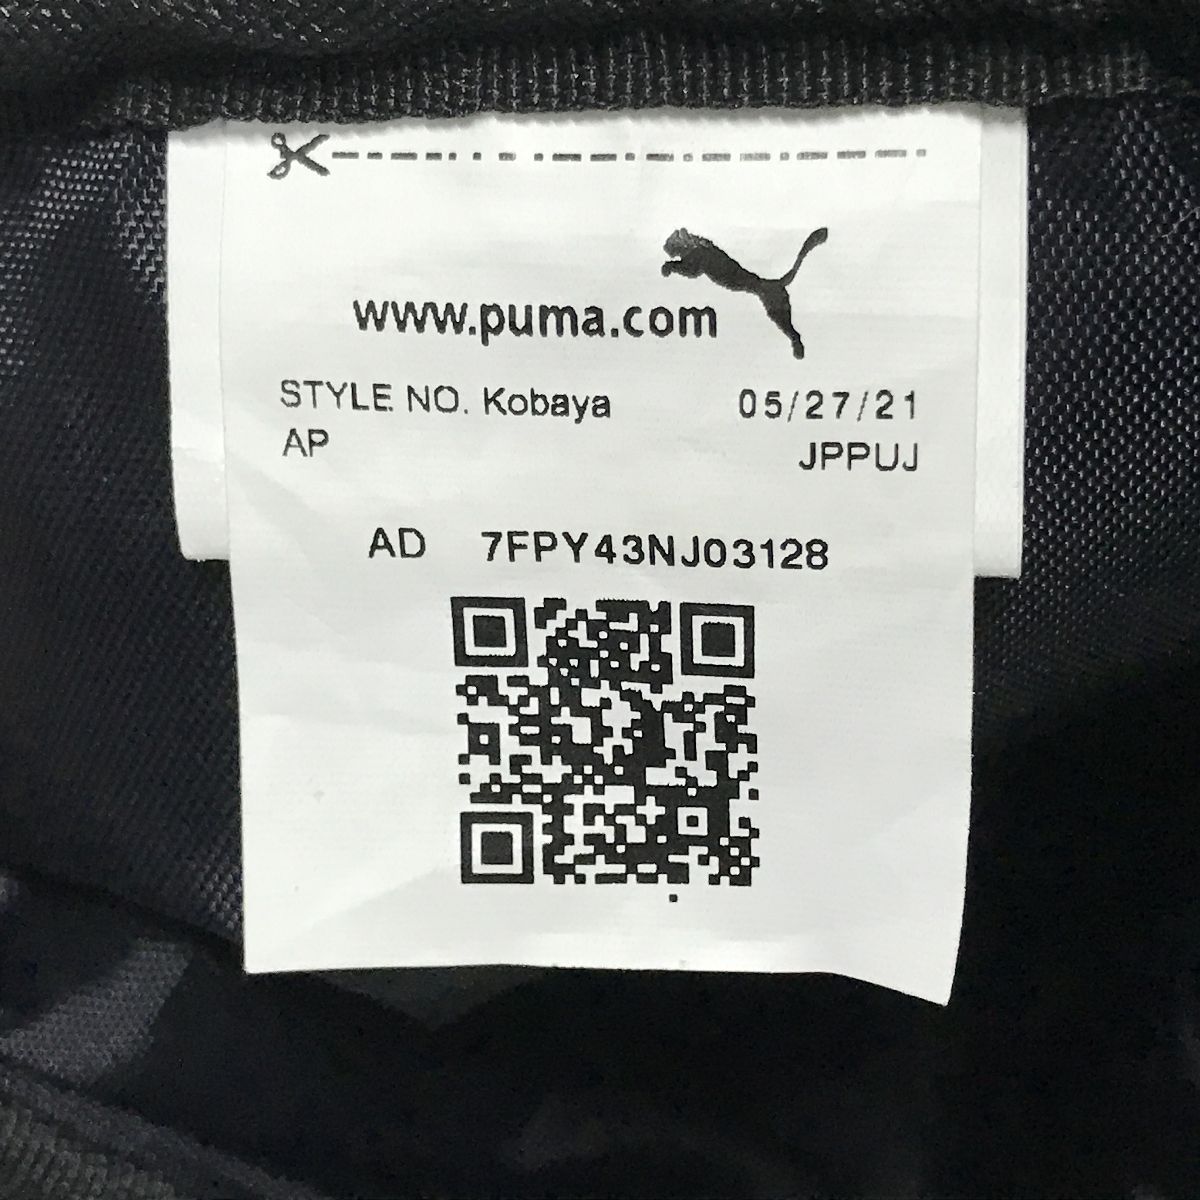 www.puma.com
STYLE NO. Kobaya 05/27/21
AP JPPUJ
AD 7FPY43NJ03128